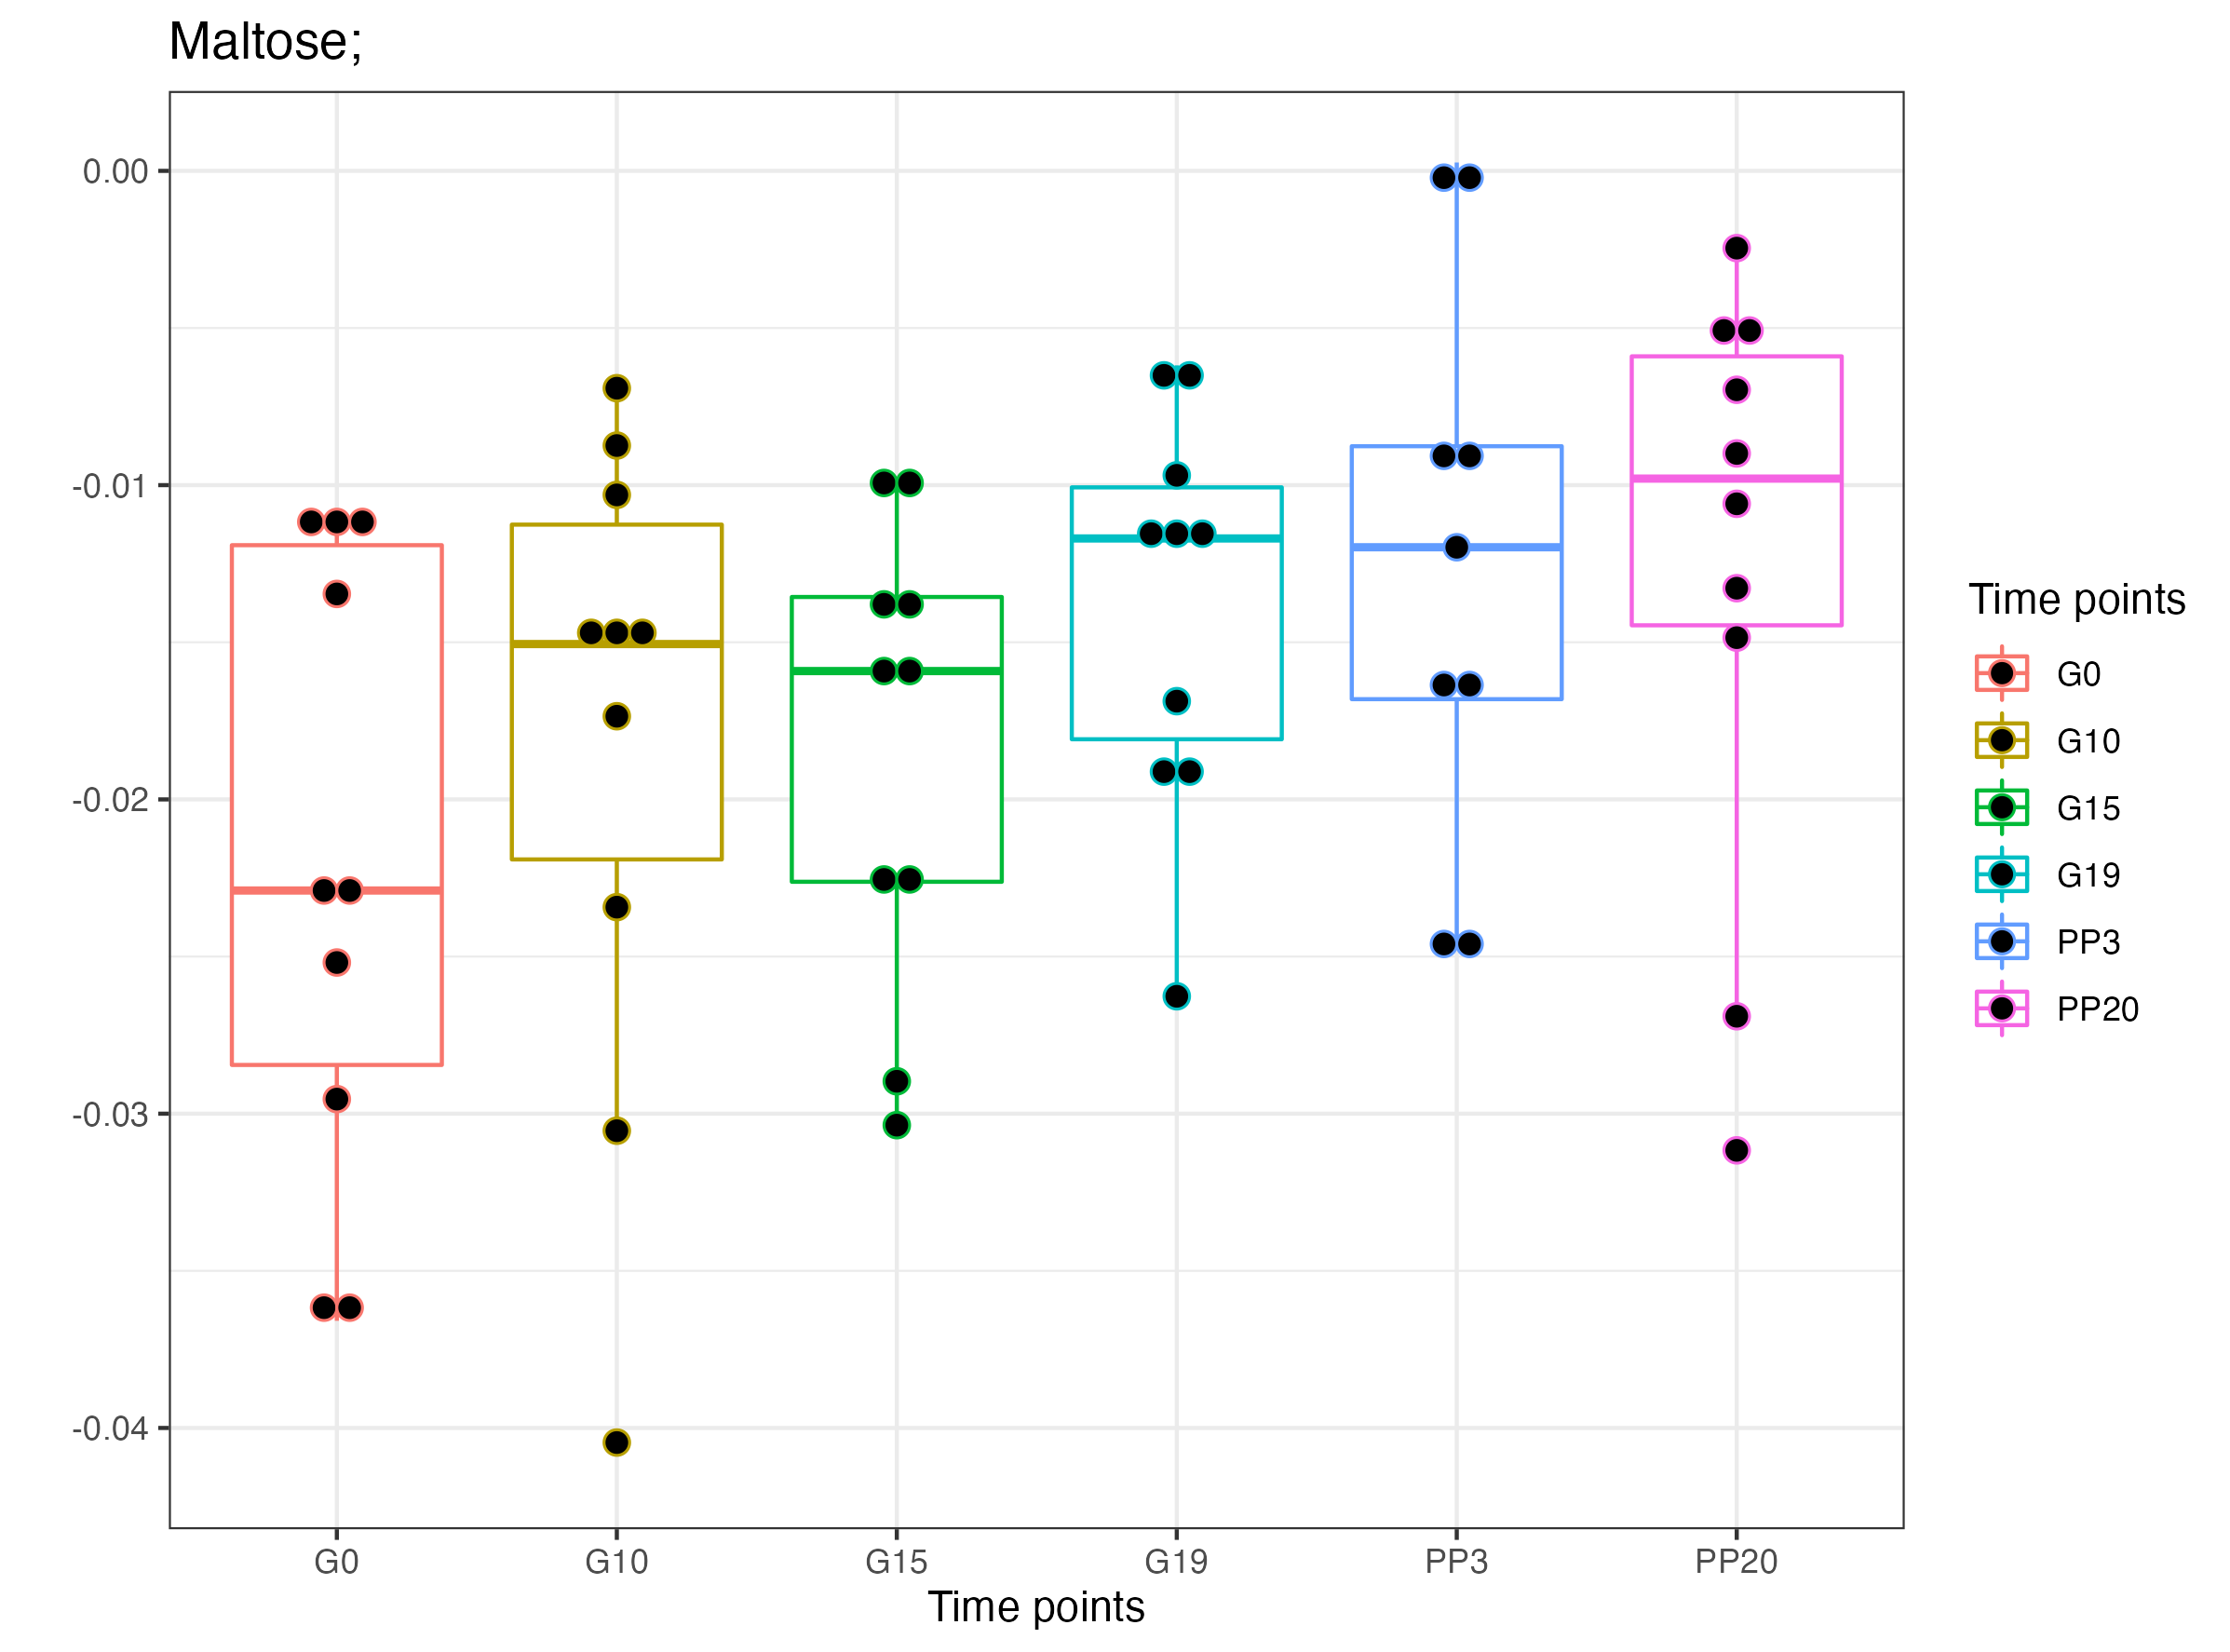 Maltose;
0.00
-0.01
-0.02
-0.03
-0.04
G0 G10 G15 G19 PP3 PP20
Time points
Time points
G0
G10
G15
G19
PP3
PP20